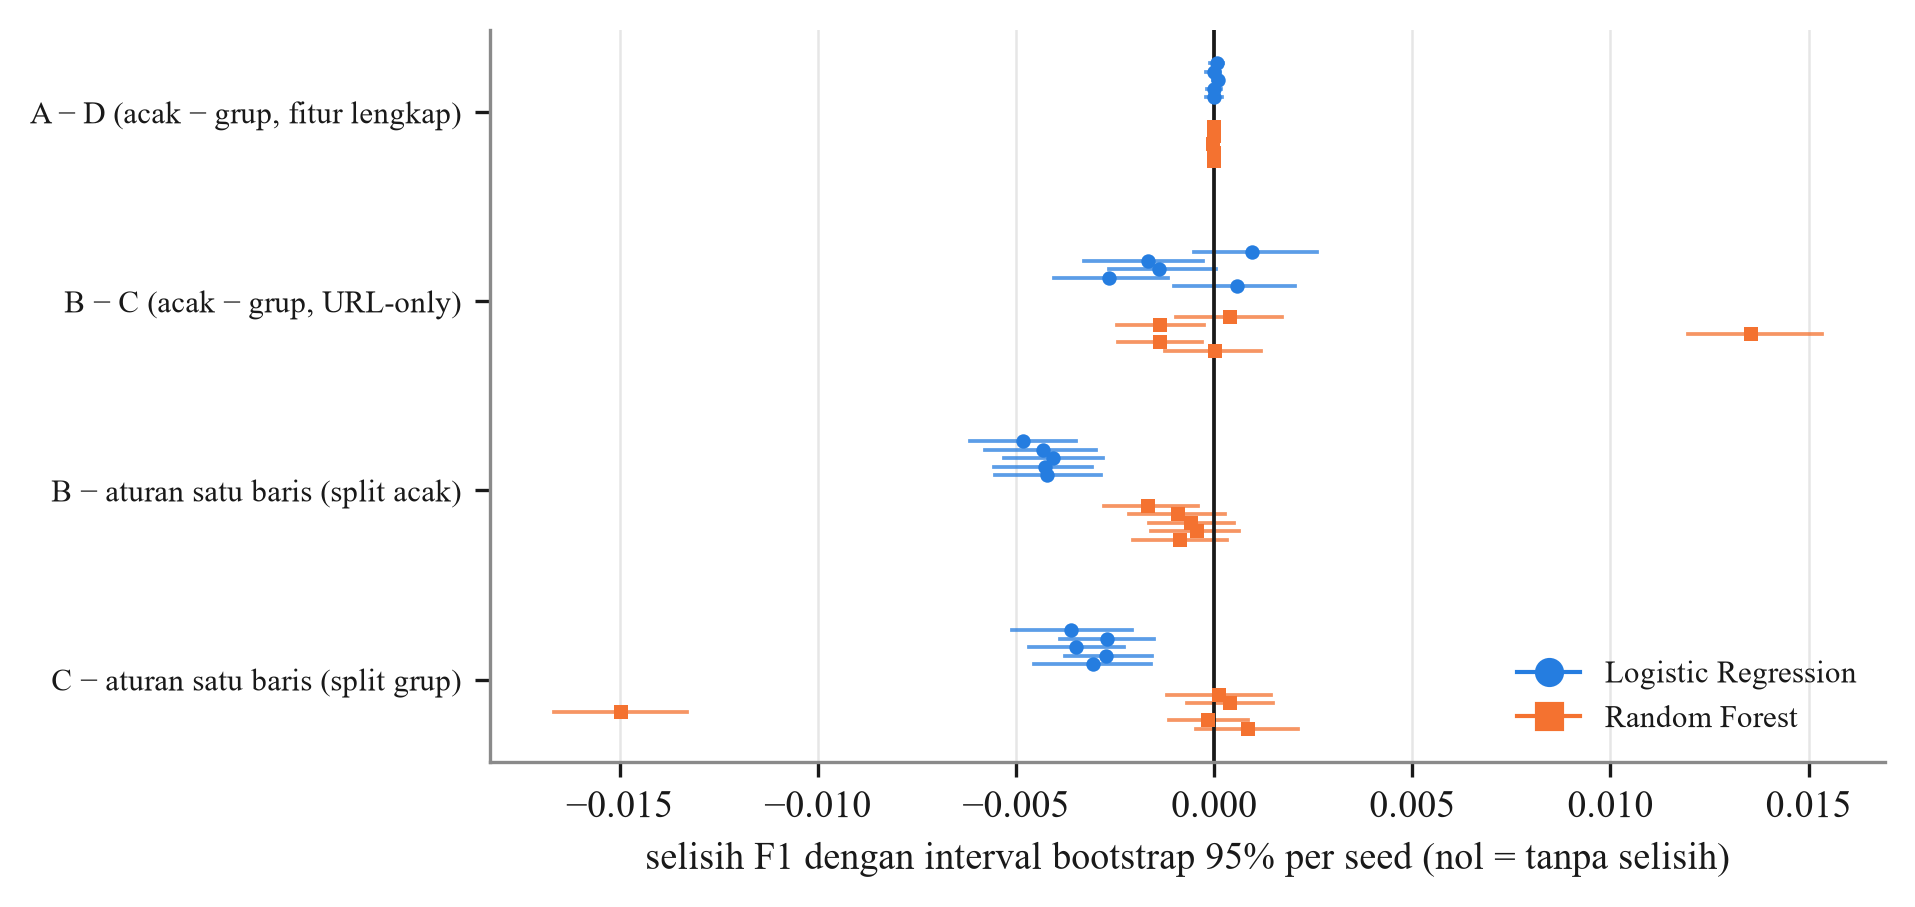 A − D (acak − grup, fitur lengkap)
B − C (acak − grup, URL-only)
B − aturan satu baris (split acak)
C − aturan satu baris (split grup)
Logistic Regression
Random Forest
−0.015 −0.010 −0.005 0.000 0.005 0.010 0.015
selisih F1 dengan interval bootstrap 95% per seed (nol = tanpa selisih)